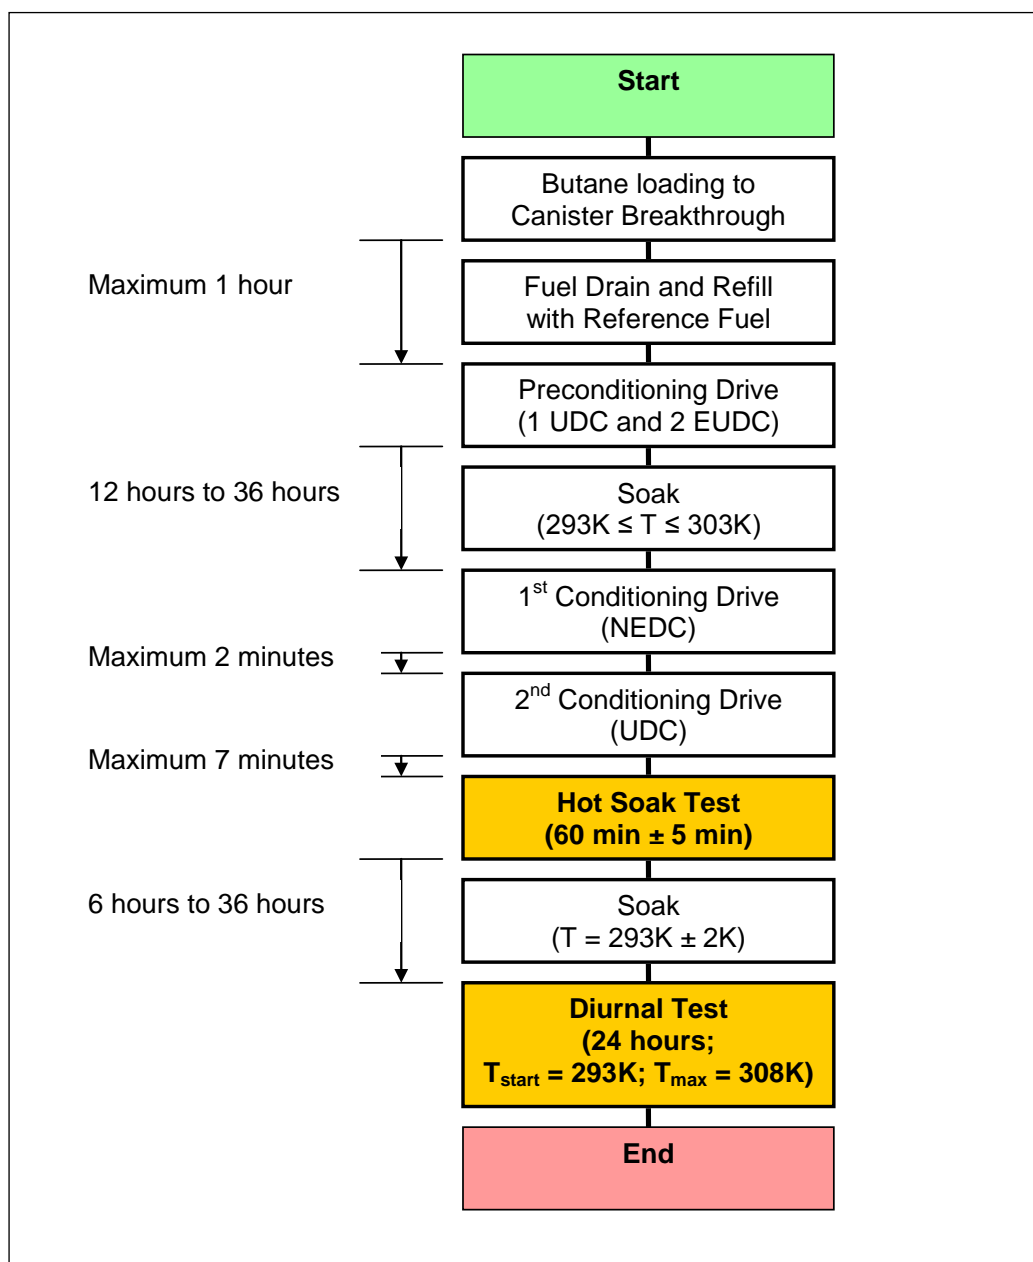 Start
Butane loading to
Canister Breakthrough
Maximum 1 hour
Fuel Drain and Refill
with Reference Fuel
Preconditioning Drive
(1 UDC and 2 EUDC)
12 hours to 36 hours
Soak
(293K ≤ T ≤ 303K)
1st Conditioning Drive
(NEDC)
Maximum 2 minutes
2nd Conditioning Drive
(UDC)
Maximum 7 minutes
Hot Soak Test
(60 min ± 5 min)
6 hours to 36 hours
Soak
(T = 293K ± 2K)
Diurnal Test
(24 hours;
Tstart = 293K; Tmax = 308K)
End